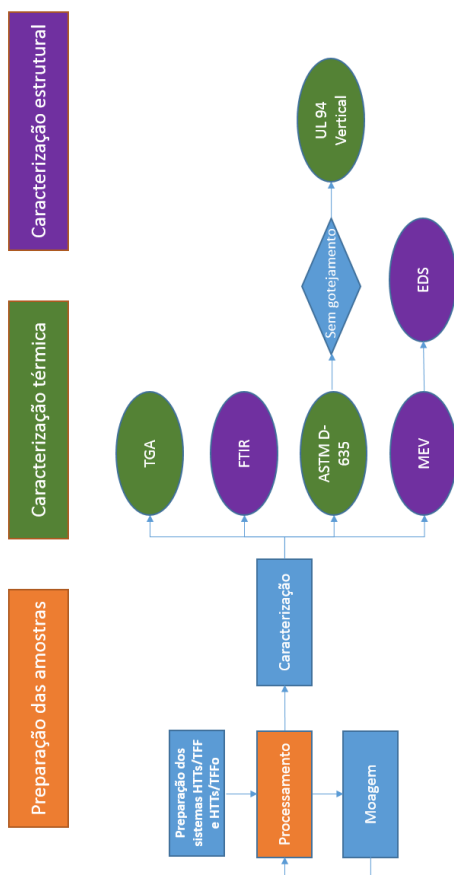 Preparação das amostras
Caracterização térmica
Caracterização estrutural
Preparação dos
sistemas HTTs/TFF
e HTTs/TFFo
Processamento
Moagem
Caracterização
TGA
FTIR
ASTM D-
635
MEV
Sem gotejamento
UL 94
Vertical
EDS